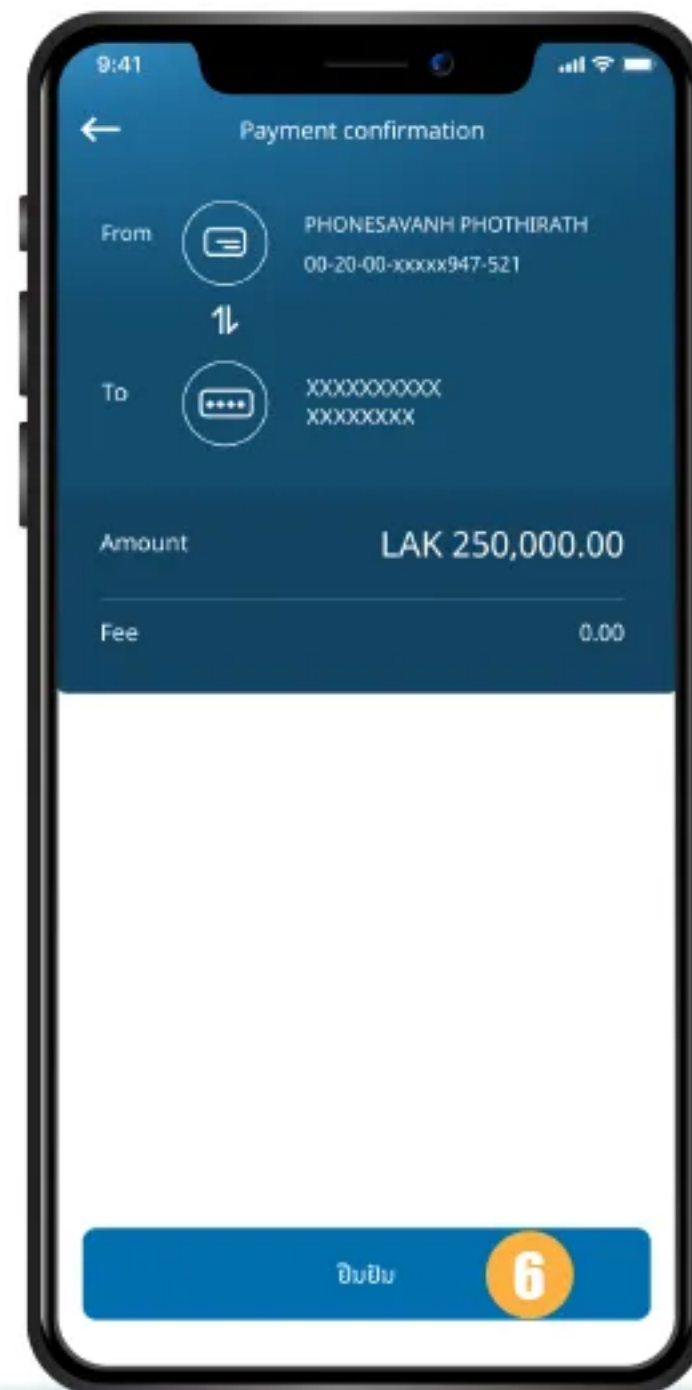 9:41
Payment confirmation
From
PHONESAVANH PHOTHIRATH
00-20-00-xxxxx947-521
To
XXXXXXXXXX
XXXXXXXX
Amount
LAK 250,000.00
Fee
0.00
ຢືນຢັນ
6